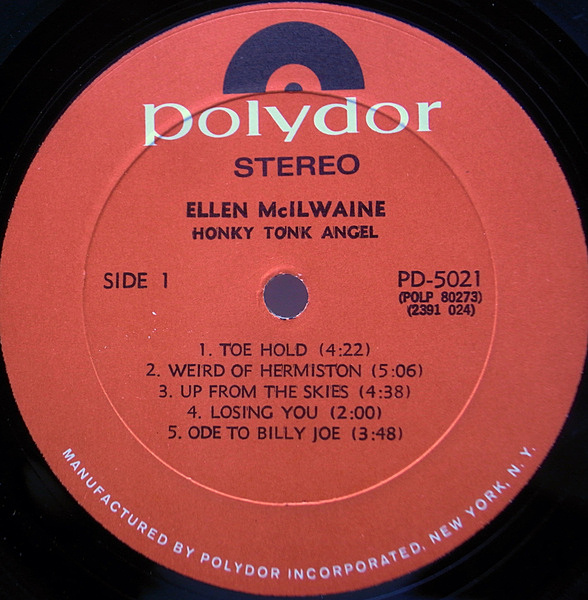 polydor
STEREO
ELLEN McILWAINE
HONKY TONK ANGEL
SIDE 1
PD-5021
(POLP 80273)
(2391 024)
1. TOE HOLD (4:22)
2. WEIRD OF HERMISTON (5:06)
3. UP FROM THE SKIES (4:38)
4. LOSING YOU (2:00)
5. ODE TO BILLY JOE (3:48)
MANUFACTURED BY POLYDOR INCORPORATED, NEW YORK, N. Y.